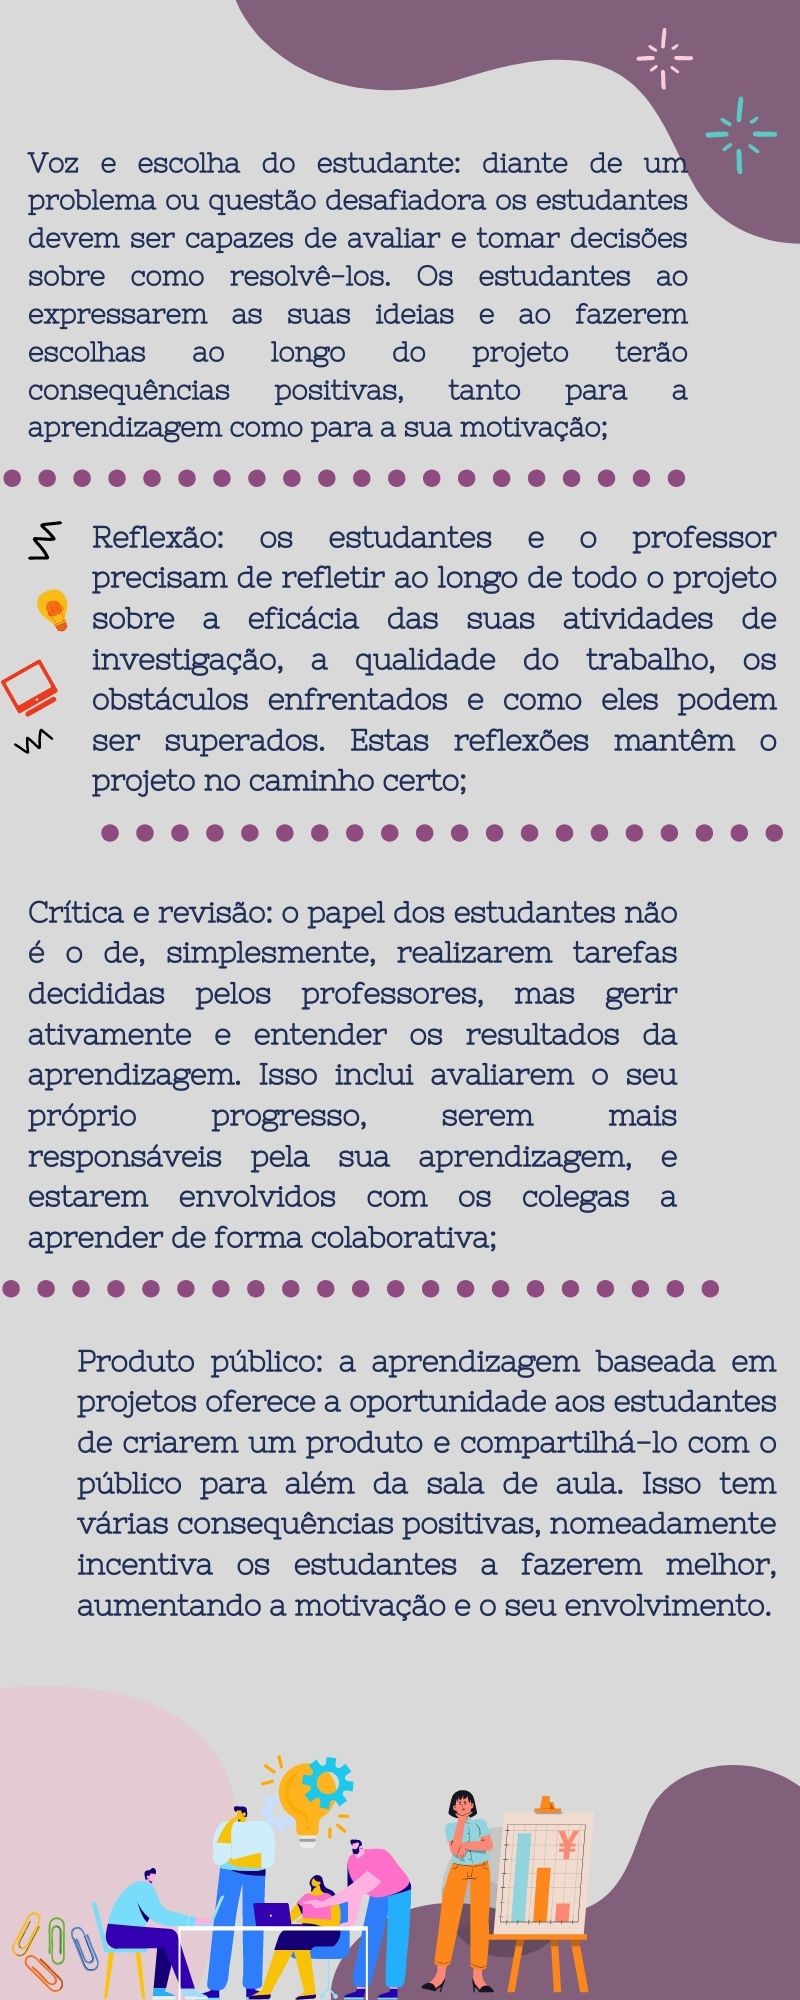 Voz e escolha do estudante: diante de um
problema ou questão desafiadora os estudantes
devem ser capazes de avaliar e tomar decisões
sobre como resolvê-los. Os estudantes ao
expressarem as suas ideias e ao fazerem
escolhas ao longo do projeto terão
consequências positivas, tanto para a
aprendizagem como para a sua motivação;
Reflexão: os estudantes e o professor
precisam de refletir ao longo de todo o projeto
sobre a eficácia das suas atividades de
investigação, a qualidade do trabalho, os
obstáculos enfrentados e como eles podem
ser superados. Estas reflexões mantêm o
projeto no caminho certo;
Crítica e revisão: o papel dos estudantes não
é o de, simplesmente, realizarem tarefas
decididas pelos professores, mas gerir
ativamente e entender os resultados da
aprendizagem. Isso inclui avaliarem o seu
próprio progresso, serem mais
responsáveis pela sua aprendizagem, e
estarem envolvidos com os colegas a
aprender de forma colaborativa;
Produto público: a aprendizagem baseada em
projetos oferece a oportunidade aos estudantes
de criarem um produto e compartilhá-lo com o
público para além da sala de aula. Isso tem
várias consequências positivas, nomeadamente
incentiva os estudantes a fazerem melhor,
aumentando a motivação e o seu envolvimento.
¥